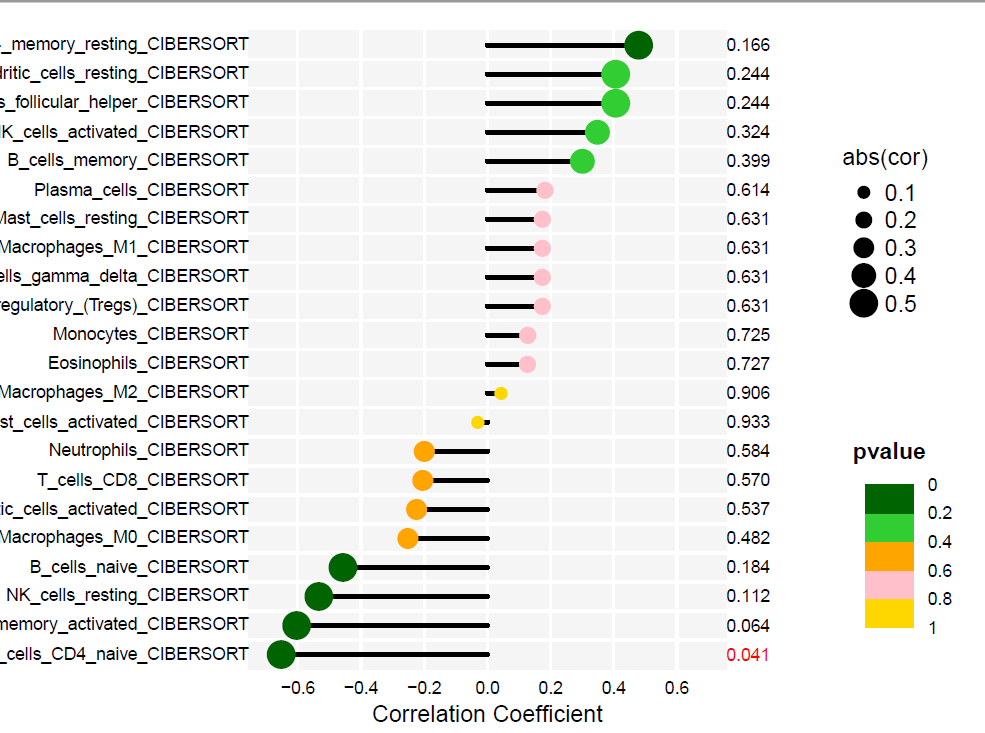 _memory_resting_CIBERSORT 0.166
dritic_cells_resting_CIBERSORT 0.244
s_follicular_helper_CIBERSORT 0.244
NK_cells_activated_CIBERSORT 0.324
B_cells_memory_CIBERSORT 0.399
Plasma_cells_CIBERSORT 0.614
Mast_cells_resting_CIBERSORT 0.631
Macrophages_M1_CIBERSORT 0.631
ells_gamma_delta_CIBERSORT 0.631
regulatory_(Tregs)_CIBERSORT 0.631
Monocytes_CIBERSORT 0.725
Eosinophils_CIBERSORT 0.727
Macrophages_M2_CIBERSORT 0.906
st_cells_activated_CIBERSORT 0.933
Neutrophils_CIBERSORT 0.584
T_cells_CD8_CIBERSORT 0.570
tic_cells_activated_CIBERSORT 0.537
Macrophages_M0_CIBERSORT 0.482
B_cells_naive_CIBERSORT 0.184
NK_cells_resting_CIBERSORT 0.112
memory_activated_CIBERSORT 0.064
_cells_CD4_naive_CIBERSORT 0.041
−0.6 −0.4 −0.2 0.0 0.2 0.4 0.6
Correlation Coefficient
abs(cor)
0.1
0.2
0.3
0.4
0.5
pvalue
0
0.2
0.4
0.6
0.8
1